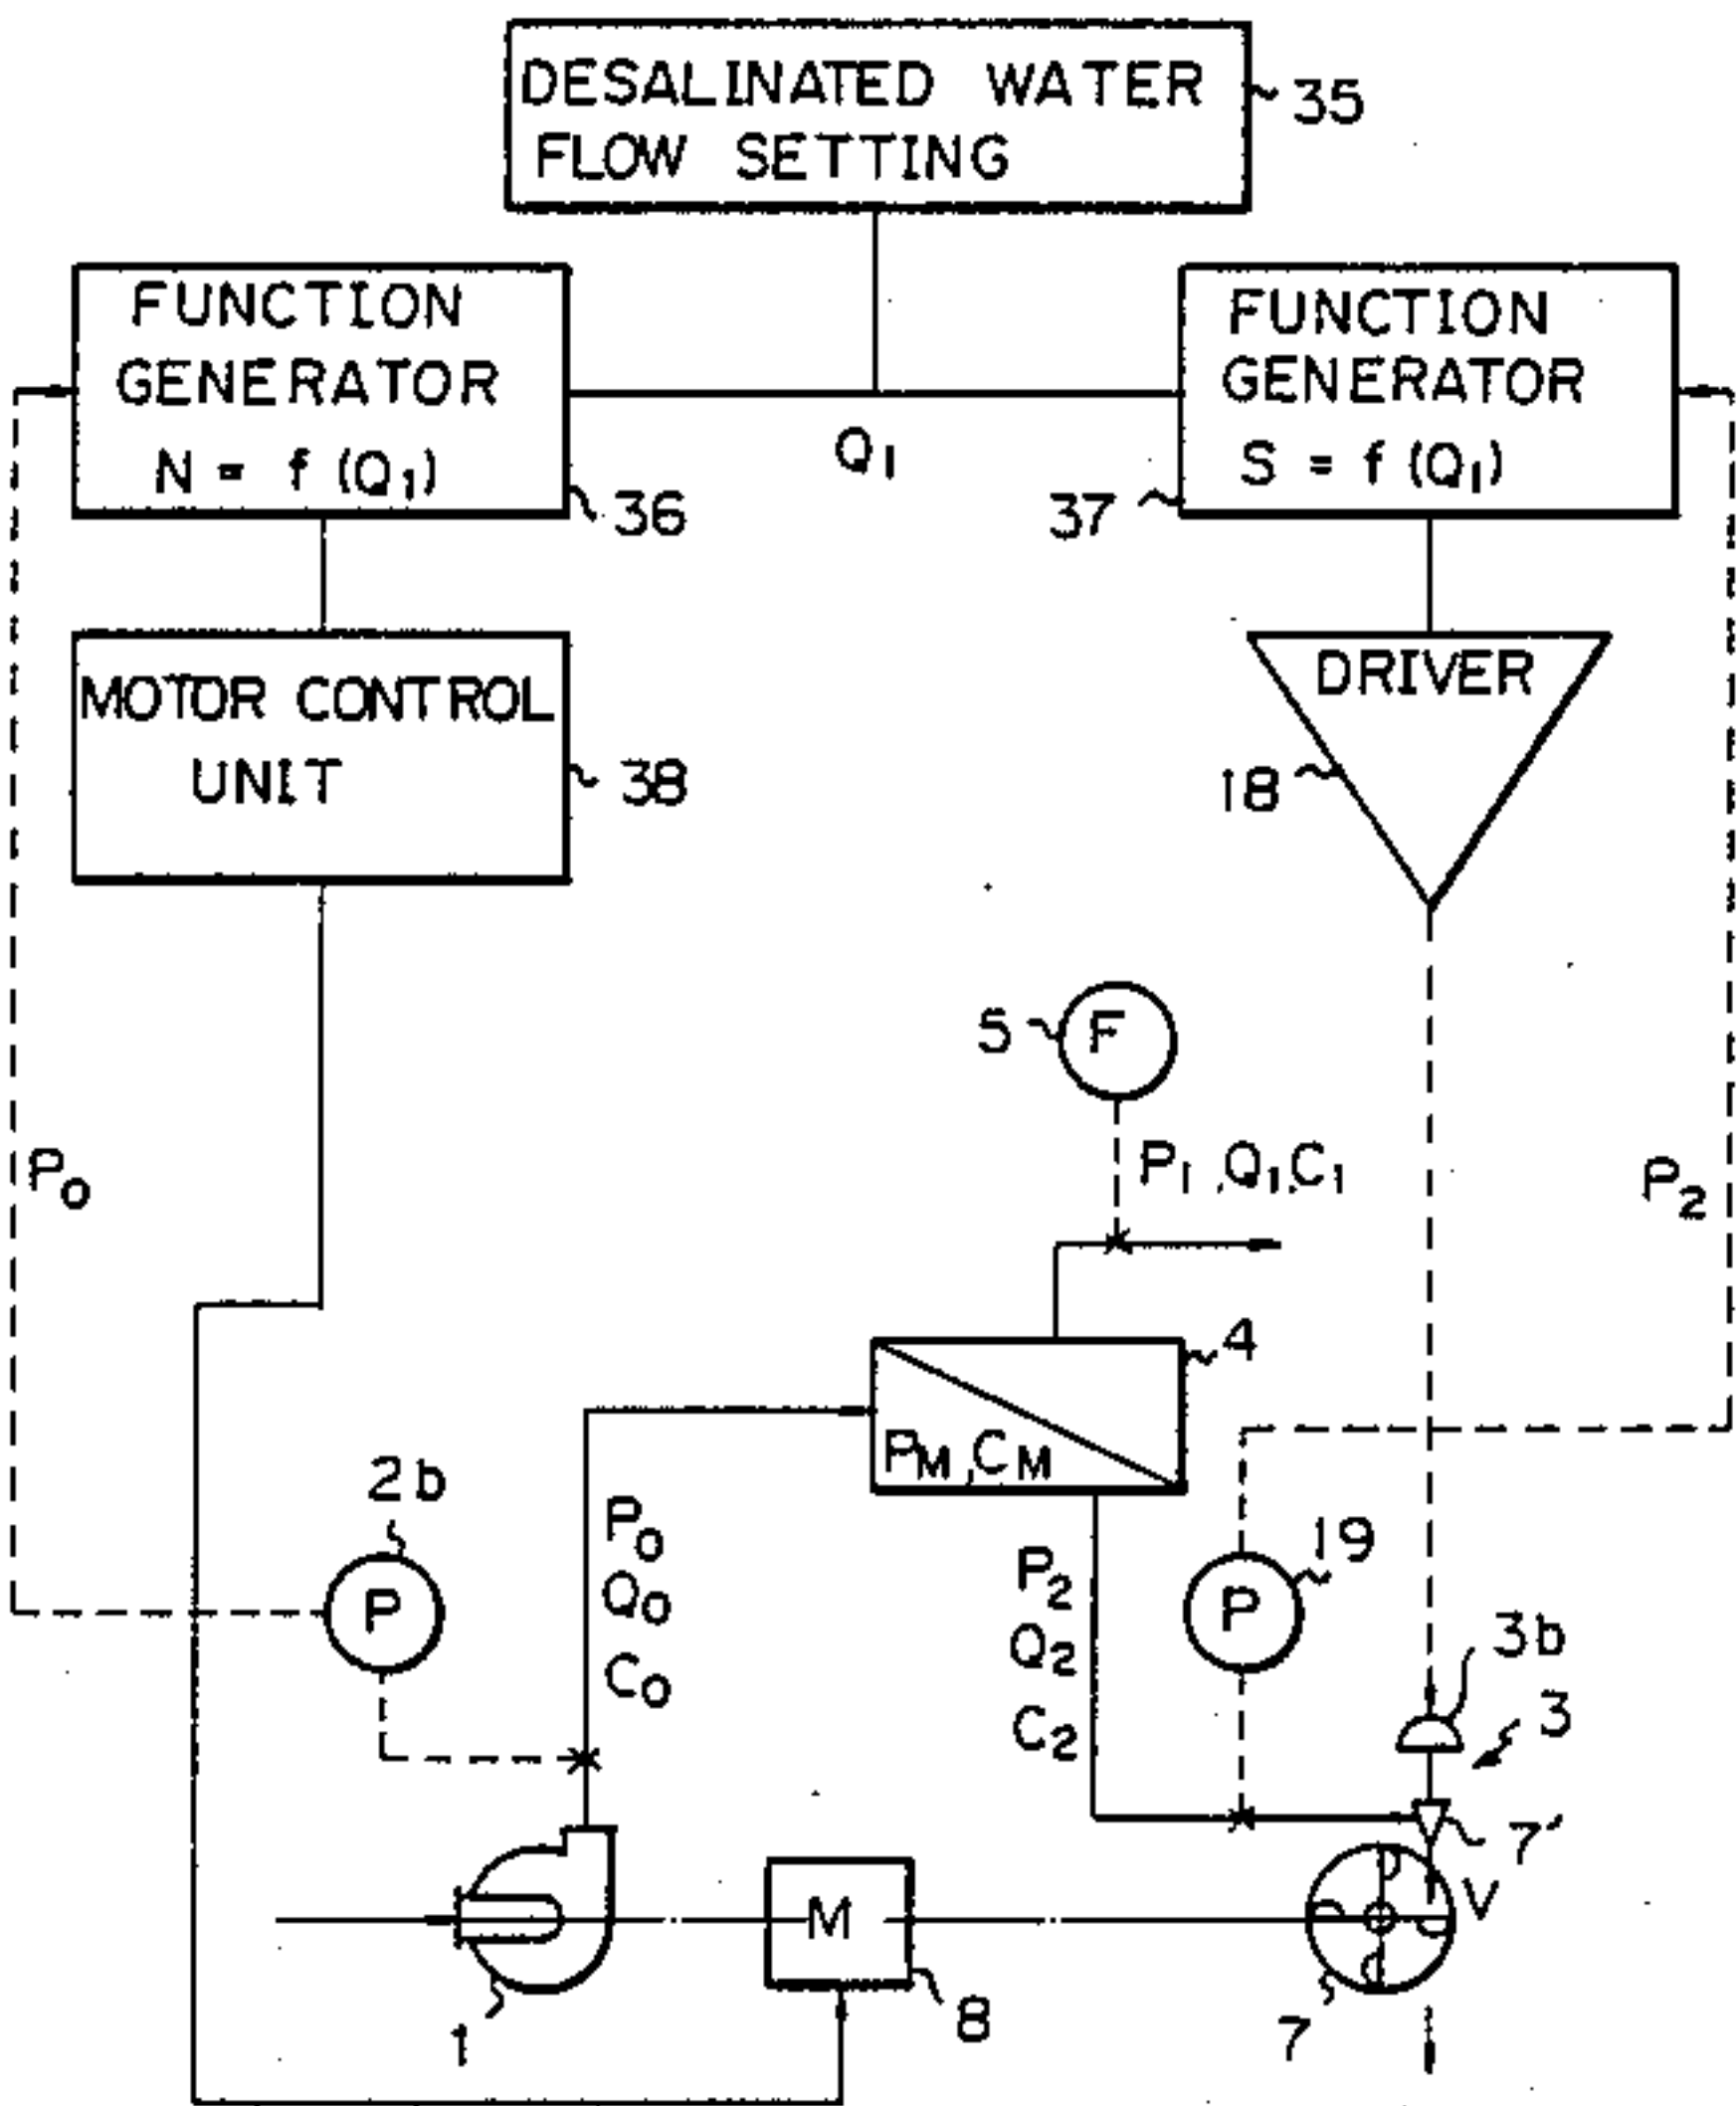 DESALINATED WATER
FLOW SETTING
35
FUNCTION
GENERATOR
N = f (Q1)
36
Q1
FUNCTION
GENERATOR
S = f (Q1)
37
MOTOR CONTROL
UNIT
38
DRIVER
18
5
F
P1, Q1, C1
P0
P2
4
PM, CM
2b
P
P0
Q0
C0
P2
Q2
C2
19
P
3b
3
7'
V
M
1
8
7